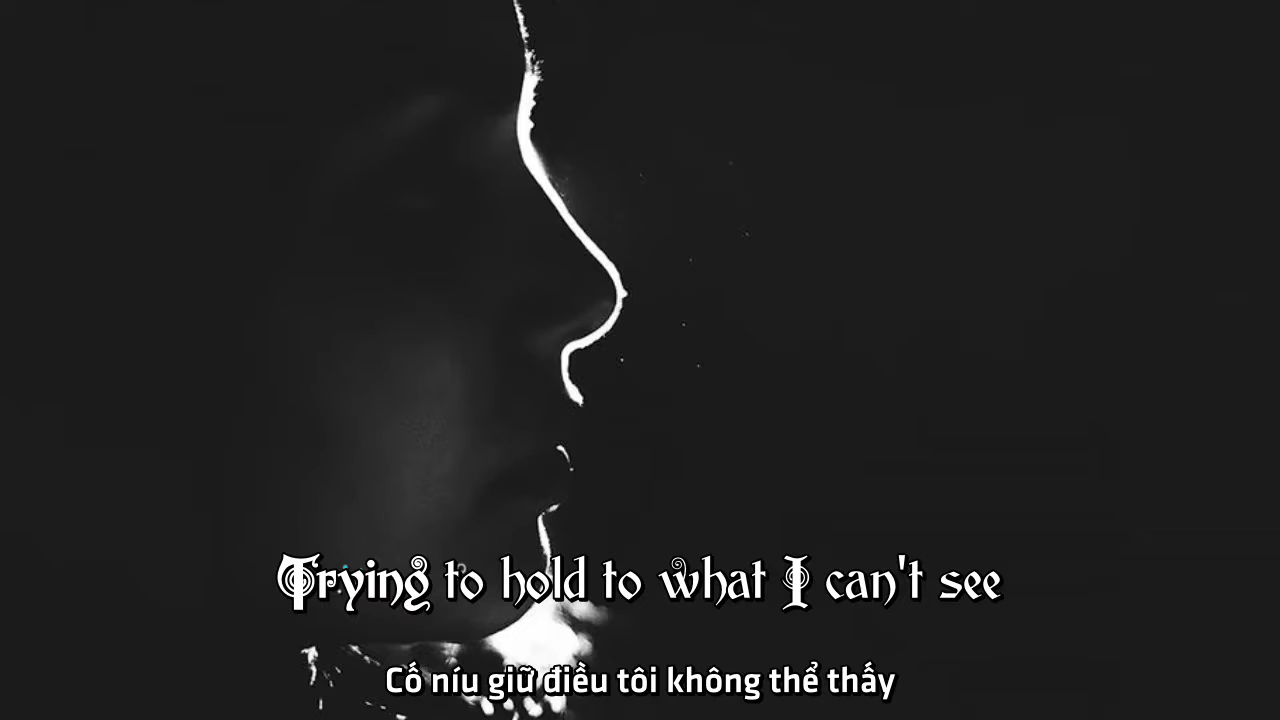 Trying to hold to what I can't see
Cố níu giữ điều tôi không thể thấy